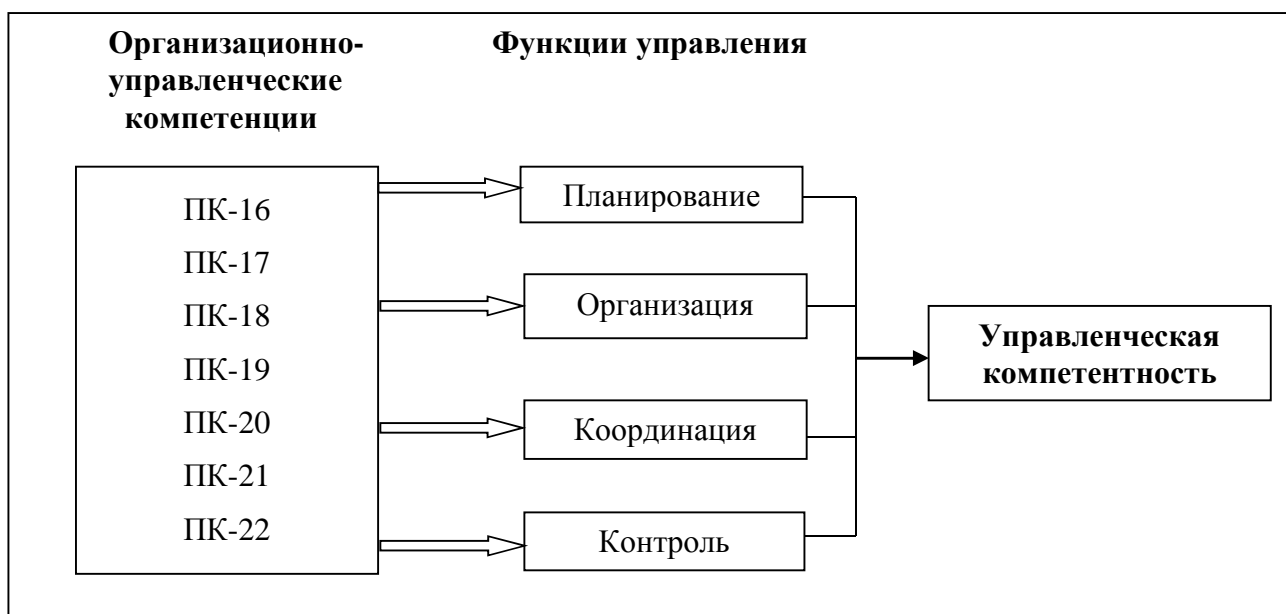 Организационно-
управленческие
компетенции
Функции управления
ПК-16
ПК-17
ПК-18
ПК-19
ПК-20
ПК-21
ПК-22
Планирование
Организация
Координация
Контроль
Управленческая
компетентность